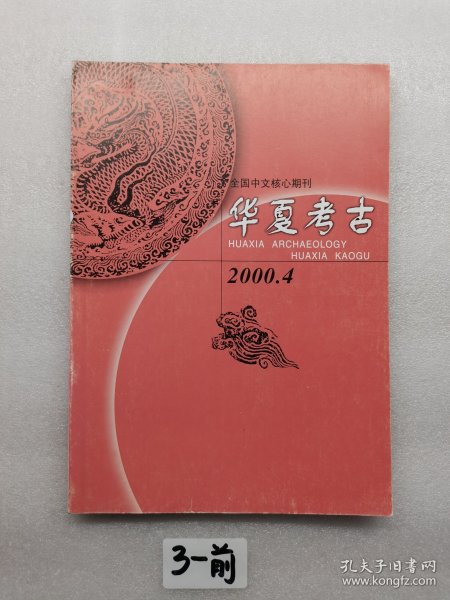 全国中文核心期刊
华夏考古
HUAXIA ARCHAEOLOGY
HUAXIA KAOGU
2000.4
3-前
孔夫子旧书网
www.kongfz.com